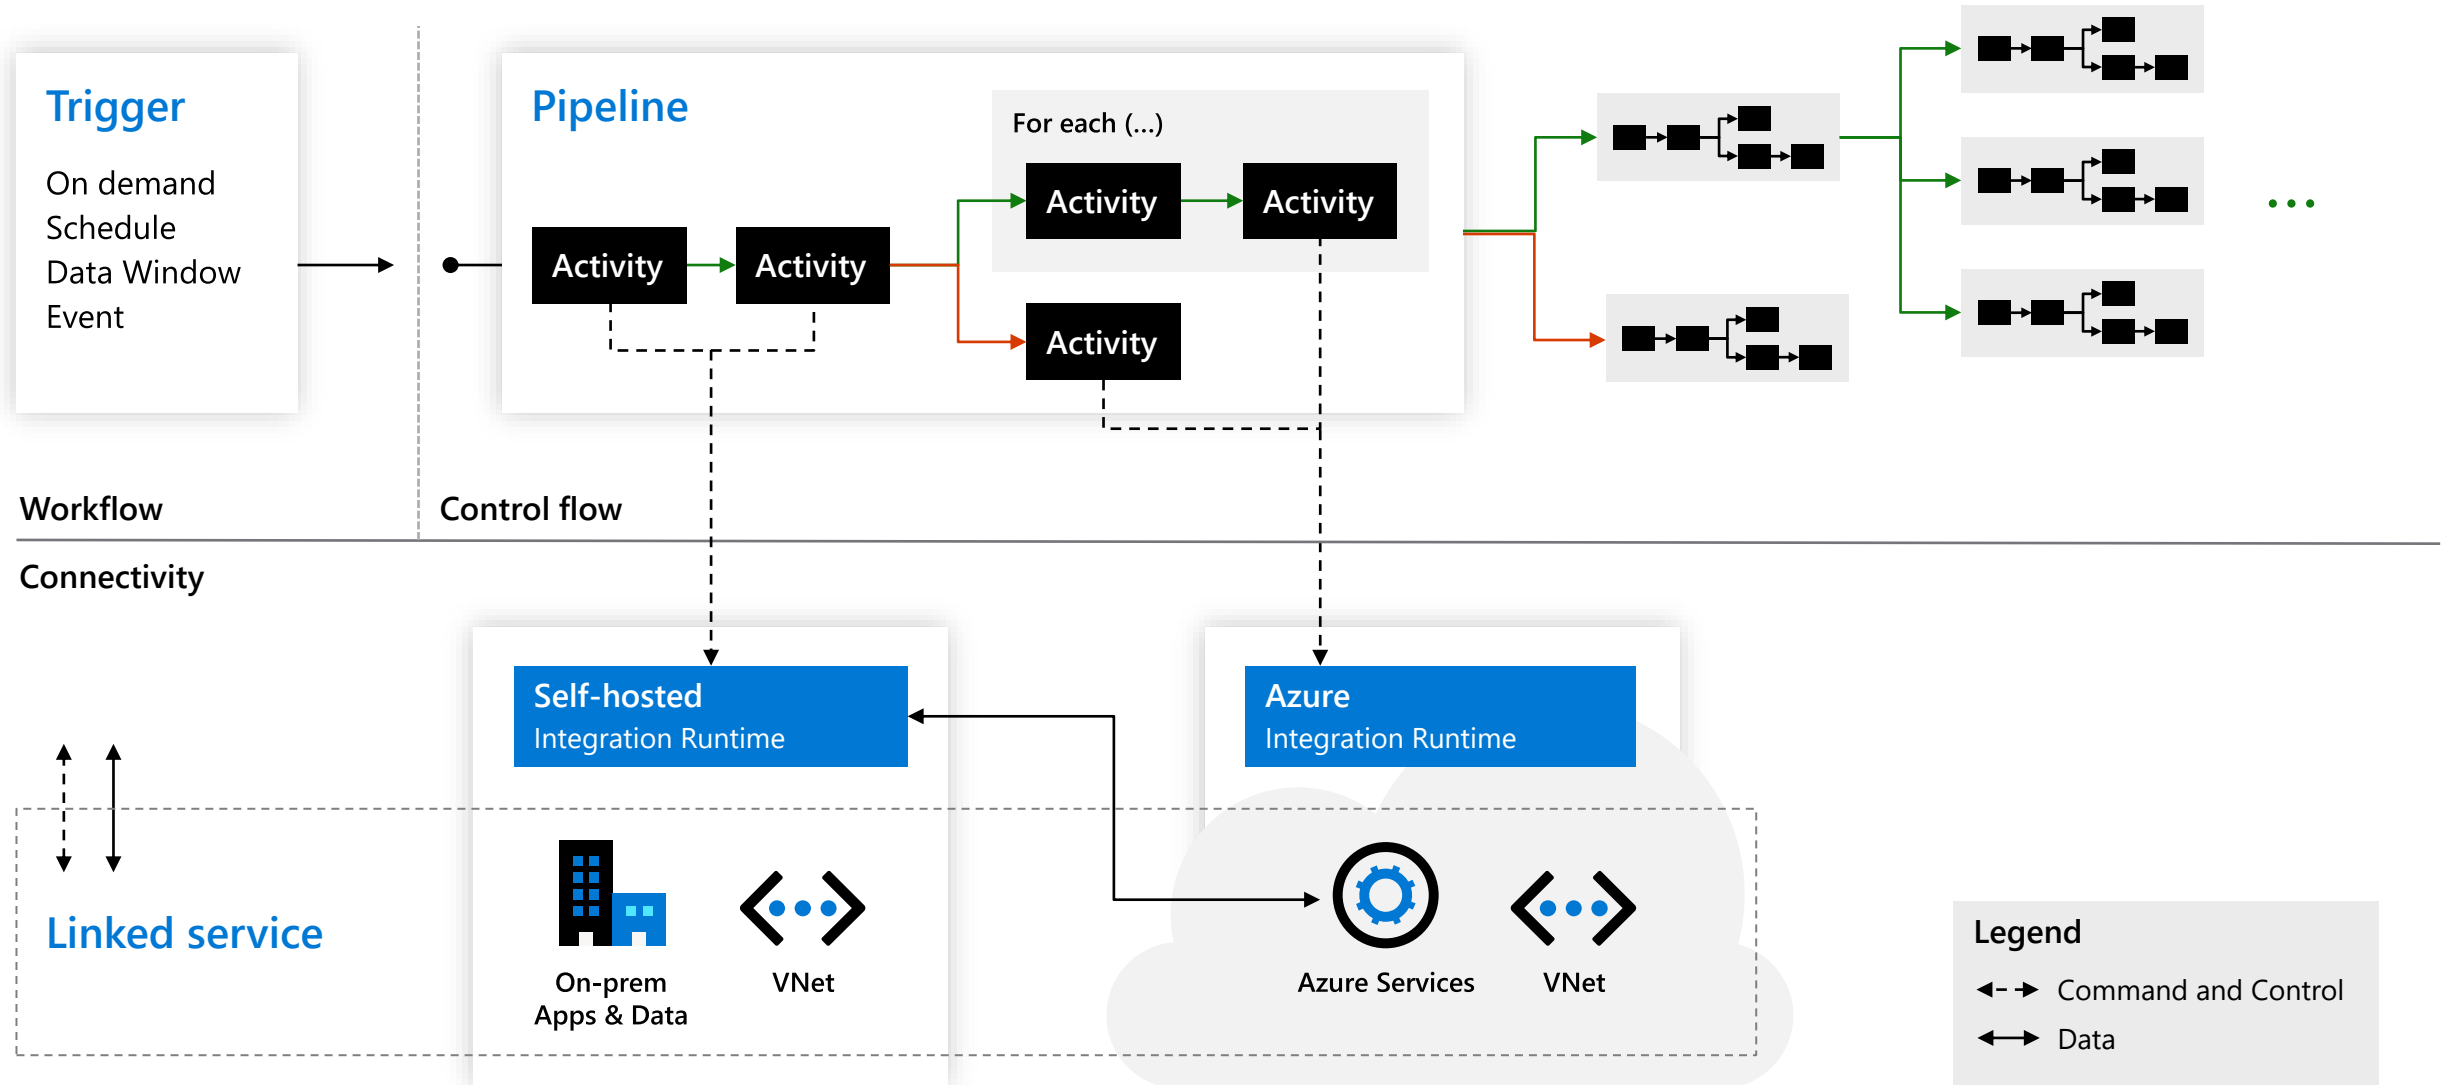 Trigger
On demand
Schedule
Data Window
Event
Pipeline
For each (...)
Activity
Activity
Activity
Activity
Activity
Workflow
Control flow
Connectivity
Self-hosted
Integration Runtime
Azure
Integration Runtime
Linked service
On-prem
Apps & Data
VNet
Azure Services
VNet
Legend
Command and Control
Data